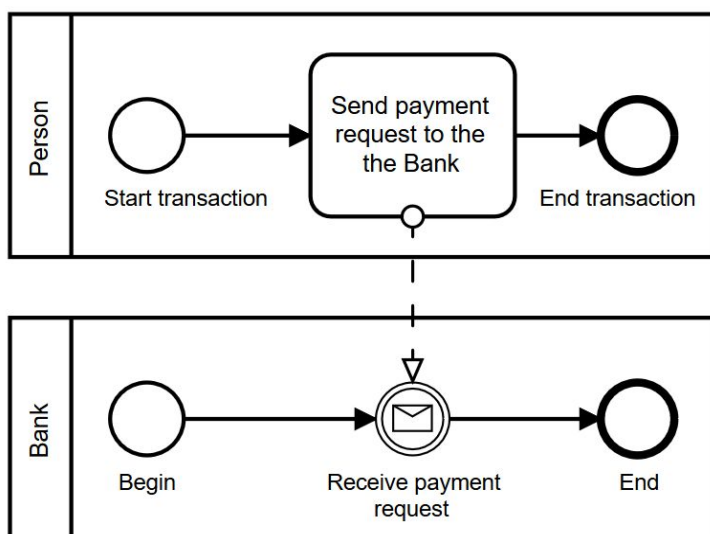 Person
Send payment
request to the
the Bank
Start transaction
End transaction
Bank
Begin
Receive payment
request
End